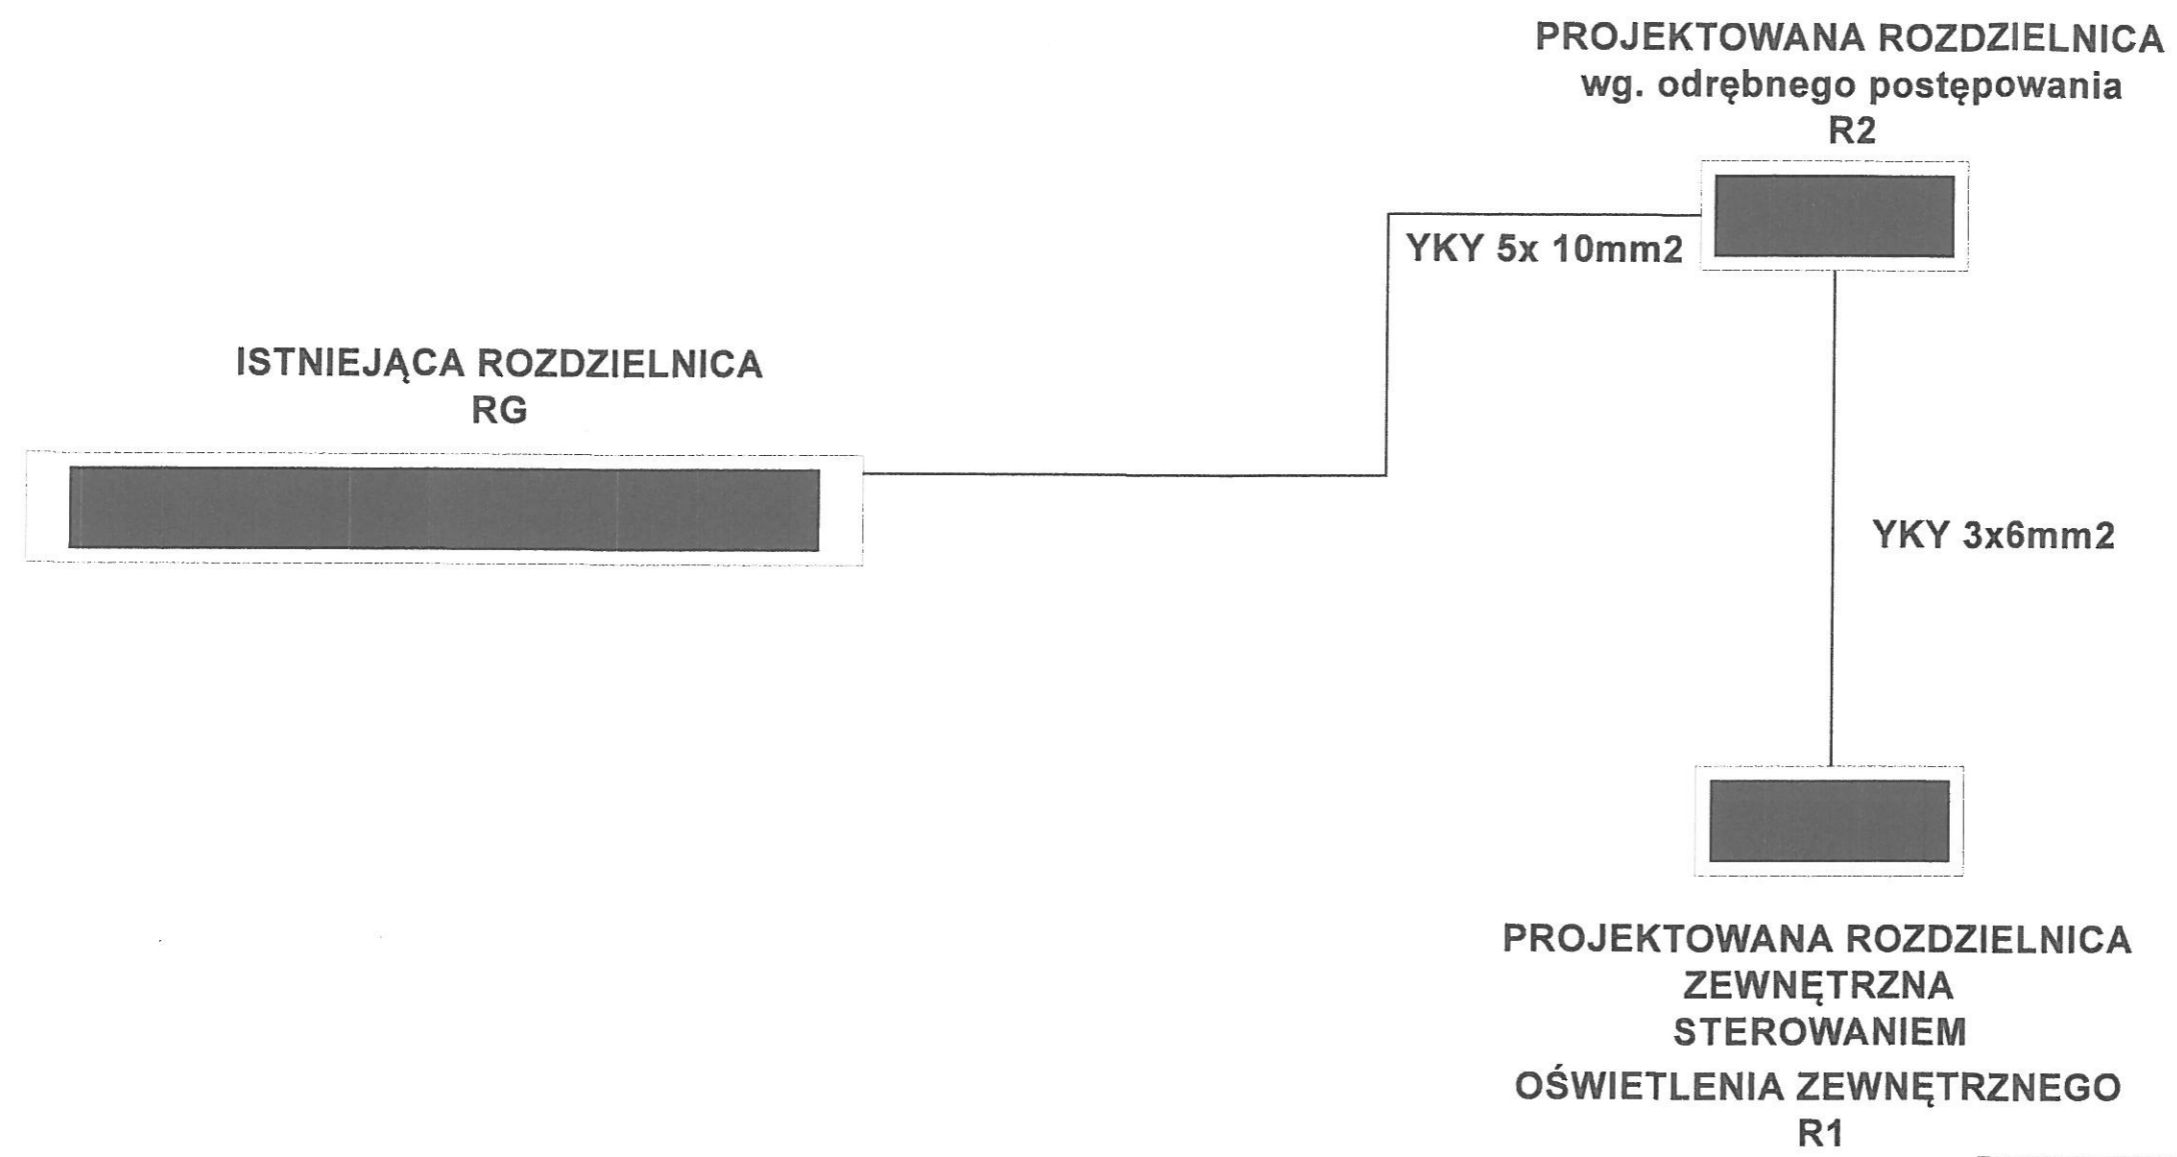 PROJEKTOWANA ROZDZIELNICA
wg. odrębnego postępowania
R2
YKY 5x 10mm2
ISTNIEJĄCA ROZDZIELNICA
RG
YKY 3x6mm2
PROJEKTOWANA ROZDZIELNICA
ZEWNĘTRZNA
STEROWANIEM
OŚWIETLENIA ZEWNĘTRZNEGO
R1